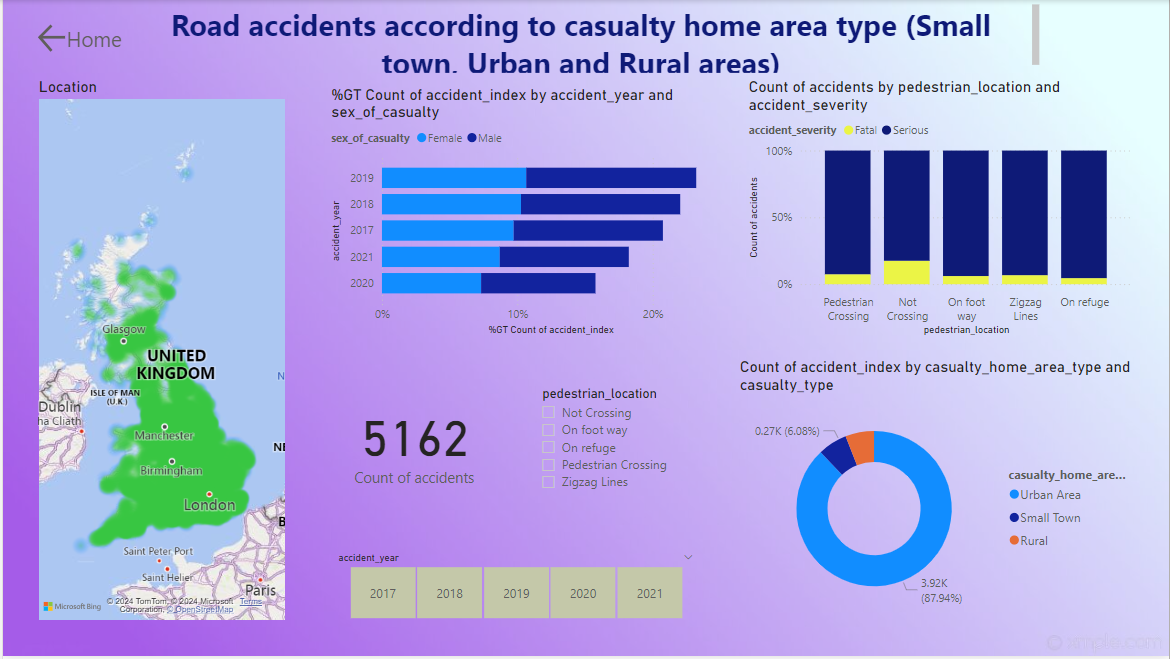 Home
Road accidents according to casualty home area type (Small
town, Urban and Rural areas)
Location
Glasgow
UNITED
KINGDOM
ISLE OF MAN
(U.K.)
Dublin
ha Cliath
Manchester
Birmingham
London
Saint Peter Port
Saint Helier
Paris
N
NE
B
Microsoft Bing
© 2024 TomTom, © 2024 Microsoft
Corporation, © OpenStreetMap
Terms
%GT Count of accident_index by accident_year and
sex_of_casualty
sex_of_casualty Female Male
accident_year
2019
2018
2017
2021
2020
0% 10% 20%
%GT Count of accident_index
Count of accidents by pedestrian_location and
accident_severity
accident_severity Fatal Serious
Count of accidents
100%
50%
0%
Pedestrian
Crossing
Not
Crossing
On foot
way
Zigzag
Lines
On refuge
pedestrian_location
5162
Count of accidents
pedestrian_location
Not Crossing
On foot way
On refuge
Pedestrian Crossing
Zigzag Lines
accident_year
2017 2018 2019 2020 2021
Count of accident_index by casualty_home_area_type and
casualty_type
0.27K (6.08%)
3.92K
(87.94%)
casualty_home_are...
Urban Area
Small Town
Rural